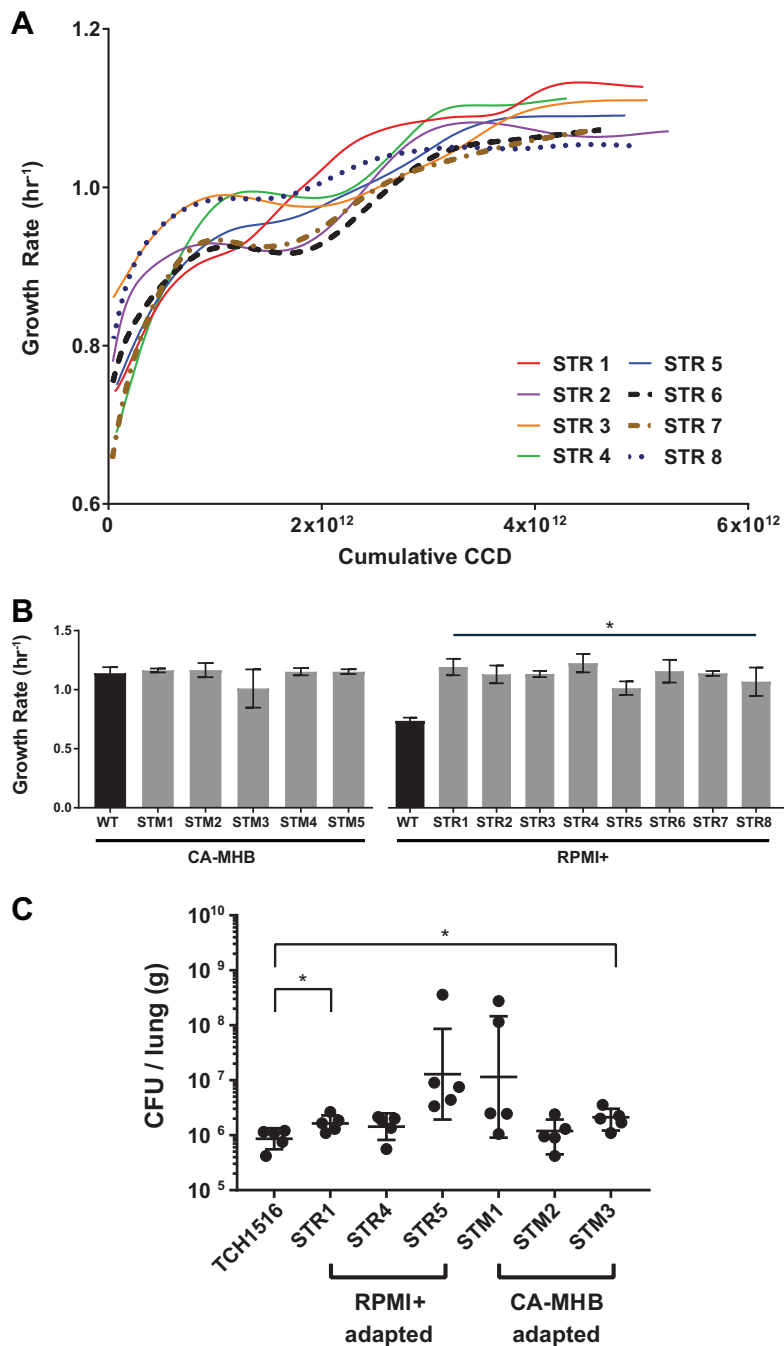 A
1.2
1.0
0.8
0.6
Growth Rate (hr⁻¹)
STR 1 STR 5
STR 2 STR 6
STR 3 STR 7
STR 4 STR 8
0 2x10¹² 4x10¹² 6x10¹²
Cumulative CCD
B
1.5
1.0
0.5
0.0
Growth Rate (hr⁻¹)
*
WT STM1 STM2 STM3 STM4 STM5 WT STR1 STR2 STR3 STR4 STR5 STR6 STR7 STR8
CA-MHB RPMI+
C
10¹⁰
10⁹
10⁸
10⁷
10⁶
10⁵
CFU / lung (g)
*
*
TCH1516 STR1 STR4 STR5 STM1 STM2 STM3
RPMI+ CA-MHB
adapted adapted